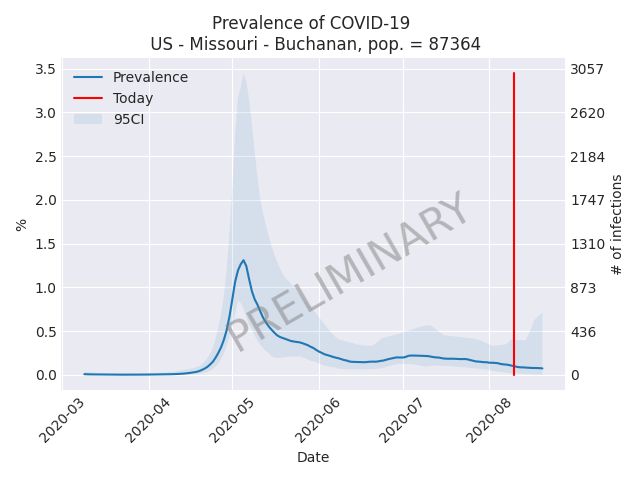 Prevalence of COVID-19
US - Missouri - Buchanan, pop. = 87364
Prevalence
Today
95CI
PRELIMINARY
%
3.5
3.0
2.5
2.0
1.5
1.0
0.5
0.0
3057
2620
2184
1747
1310
873
436
0
# of infections
2020-03
2020-04
2020-05
2020-06
2020-07
2020-08
Date